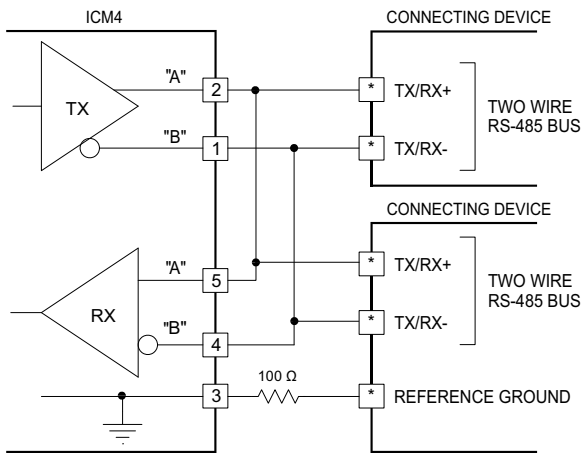 ICM4
CONNECTING DEVICE
TX
"A"
2
*
TX/RX+
TWO WIRE
RS-485 BUS
"B"
1
*
TX/RX-
CONNECTING DEVICE
RX
"A"
5
*
TX/RX+
TWO WIRE
RS-485 BUS
"B"
4
*
TX/RX-
100 Ω
3
*
REFERENCE GROUND